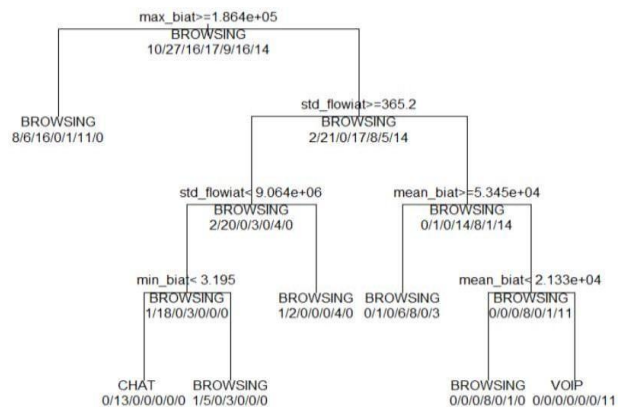 max_biat>=1.864e+05
BROWSING
10/27/16/17/9/16/14
BROWSING
8/6/16/0/1/11/0
std_flowiat>=365.2
BROWSING
2/21/0/17/8/5/14
std_flowiat< 9.064e+06
BROWSING
2/20/0/3/0/4/0
mean_biat>=5.345e+04
BROWSING
0/1/0/14/8/1/14
min_biat< 3.195
BROWSING
1/18/0/3/0/0/0
BROWSING
1/2/0/0/0/4/0
BROWSING
0/1/0/6/8/0/3
mean_biat< 2.133e+04
BROWSING
0/0/0/8/0/1/11
CHAT
0/13/0/0/0/0/0
BROWSING
1/5/0/3/0/0/0
BROWSING
0/0/0/8/0/1/0
VOIP
0/0/0/0/0/0/11